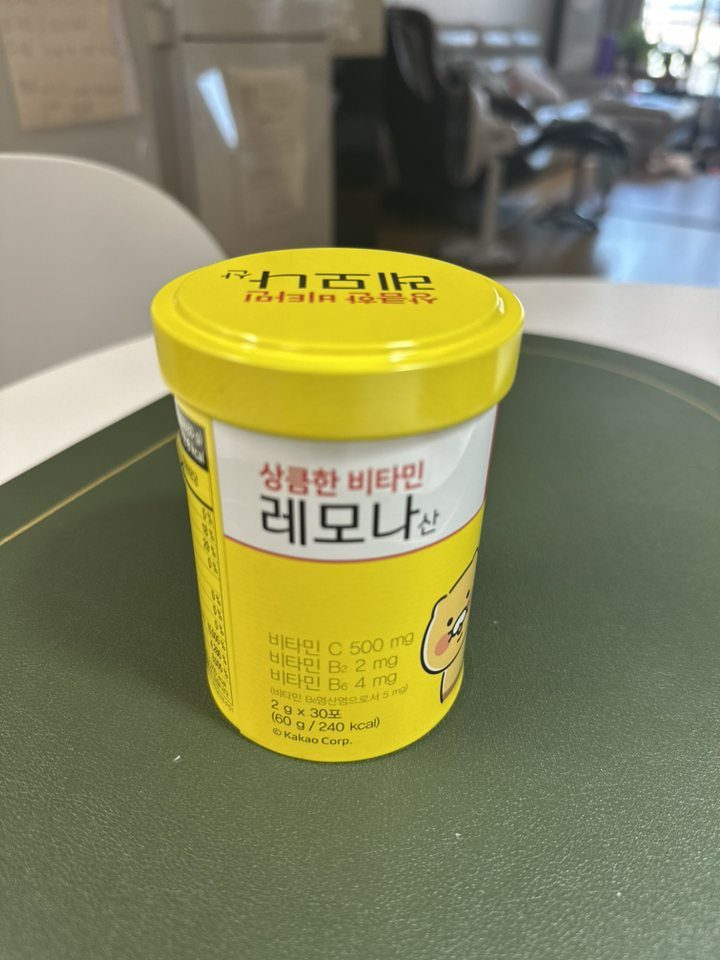 레모나산
상큼한 비타민
상큼한 비타민
레모나산
비타민 C 500 mg
비타민 B₂ 2 mg
비타민 B₆ 4 mg
(비타민 B₆염산염으로서 5 mg)
2 g x 30포
(60 g / 240 kcal)
© Kakao Corp.